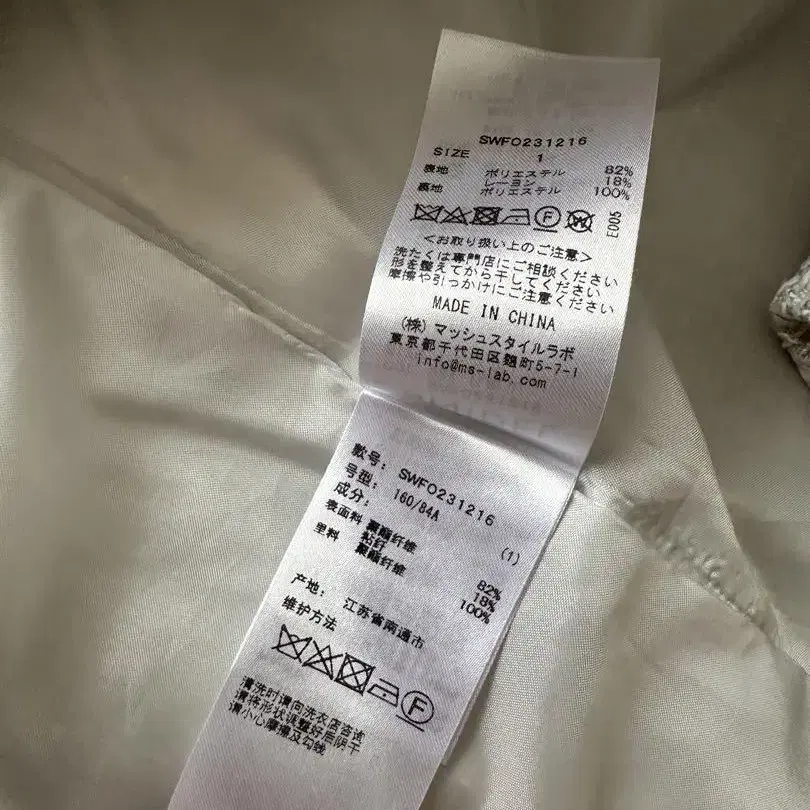 SWFO231216
SIZE 1
表地 ポリエステル 82%
レーヨン 18%
裏地 ポリエステル 100%
F W
E005
<お取り扱い上のご注意>
洗たくは専門店にご相談ください
形を整えてから干してください
摩擦や引っかけにご注意ください
MADE IN CHINA
(株)マッシュスタイルラボ
東京都千代田区麹町5-7-1
info@ms-lab.com
款号: SWFO231216
号型: 160/84A (1)
成分:
表面料 聚酯纤维 82%
粘纤 18%
里料 聚酯纤维 100%
产地: 江苏省南通市
维护方法
F
清洗时请向洗衣店咨询
请将形状调整好后阴干
请小心摩擦及勾线